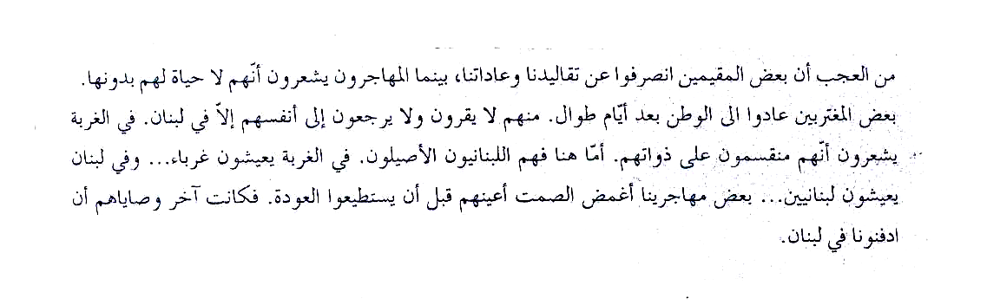 من العجب أن بعض المقيمين انصرفوا عن تقاليدنا وعاداتنا، بينما المهاجرون يشعرون أنّهم لا حياة لهم بدونها.
بعض المغتربين عادوا الى الوطن بعد أيّام طوال. منهم لا يقرون ولا يرجعون إلى أنفسهم إلاّ في لبنان. في الغربة
يشعرون أنّهم منقسمون على ذواتهم. أمّا هنا فهم اللبنانيون الأصيلون. في الغربة يعيشون غرباء... وفي لبنان
يعيشون لبنانيين... بعض مهاجرينا أغمض الصمت أعينهم قبل أن يستطيعوا العودة. فكانت آخر وصاياهم أن
ادفنونا في لبنان.